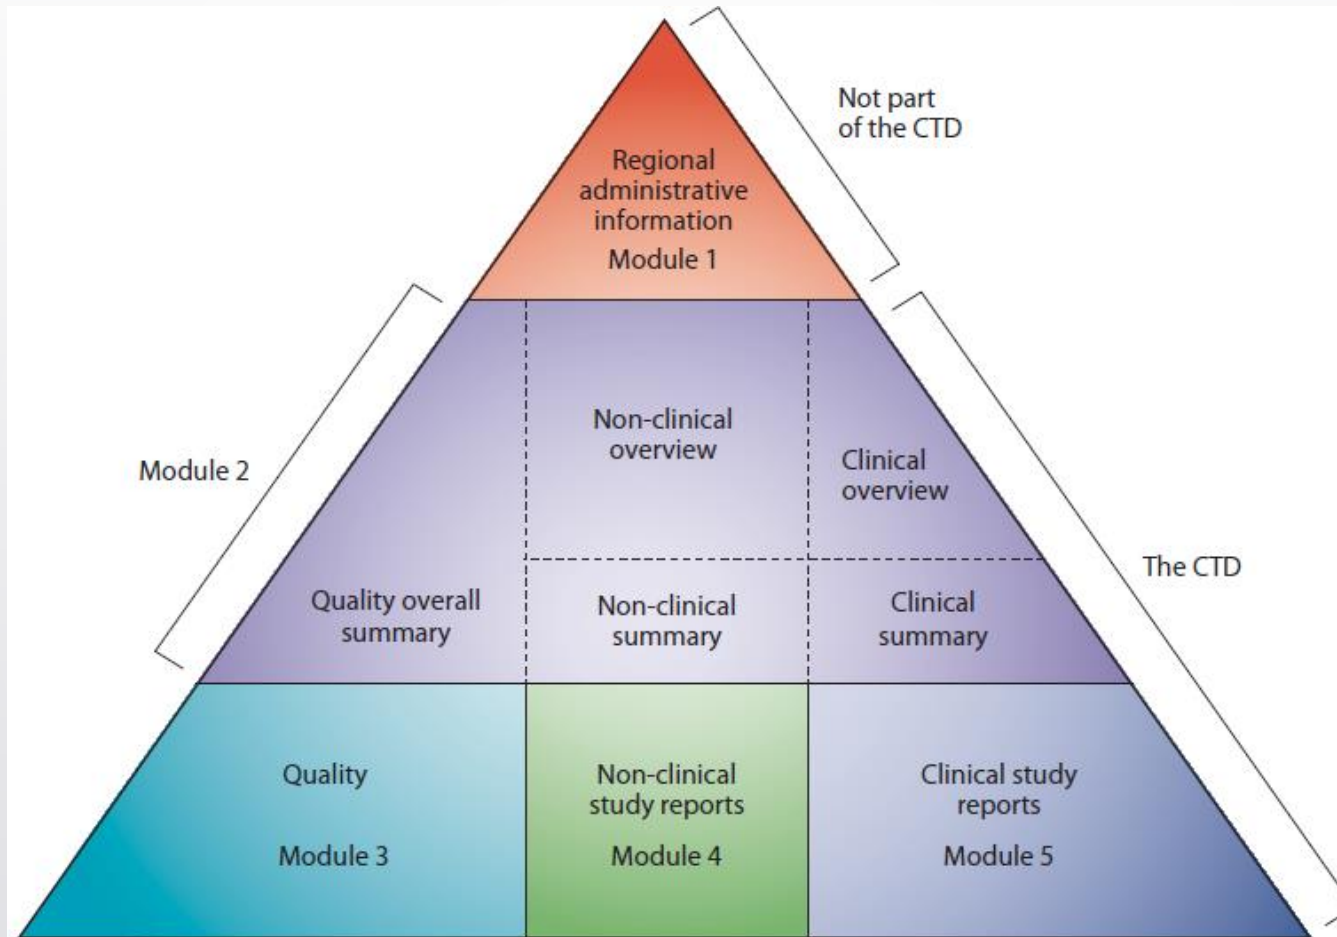 Not part
of the CTD
Regional
administrative
information
Module 1
Module 2
Non-clinical
overview
Clinical
overview
The CTD
Quality overall
summary
Non-clinical
summary
Clinical
summary
Quality
Module 3
Non-clinical
study reports
Module 4
Clinical study
reports
Module 5